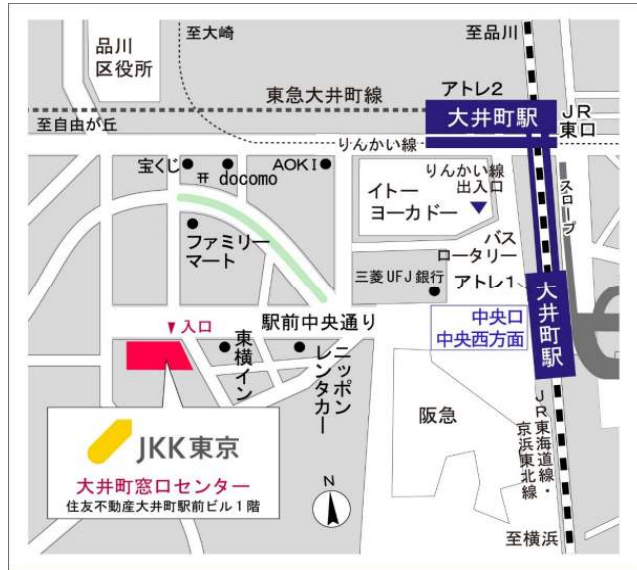 至大崎
至品川
品川
区役所
アトレ2
東急大井町線
大井町駅
JR
東口
至自由が丘
りんかい線
宝くじ
〒 docomo
AOKI
りんかい線
出入口
イトー
ヨーカドー
スロープ
ファミリー
マート
バス
ロータリー
三菱UFJ銀行
アトレ1
大井町駅
駅前中央通り
中央口
中央西方面
入口
東横イン
ニッポン
レンタカー
JR東海道線・
京浜東北線
阪急
JKK東京
大井町窓口センター
住友不動産大井町駅前ビル1階
N
至横浜